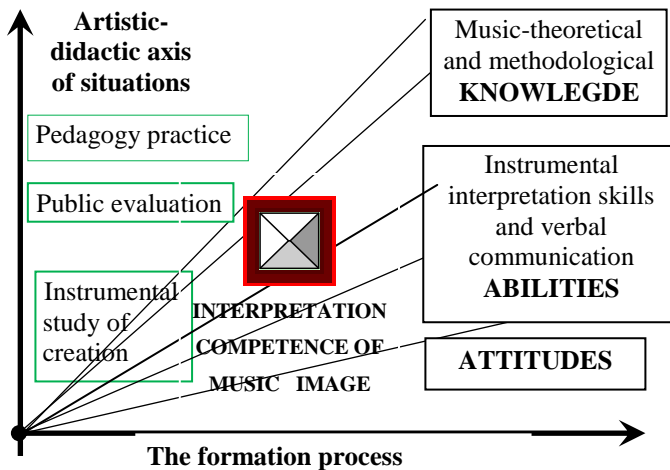 Artistic-
didactic axis
of situations
Pedagogy practice
Public evaluation
Instrumental
study of
creation
INTERPRETATION
COMPETENCE OF
MUSIC IMAGE
Music-theoretical
and methodological
KNOWLEGDE
Instrumental
interpretation skills
and verbal
communication
ABILITIES
ATTITUDES
The formation process